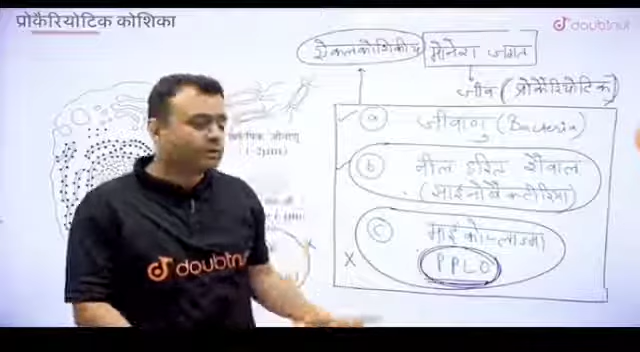 प्रोकैरियोटिक कोशिका
doubtnut
एककोशिकीय मोनेरा जगत
जीव (प्रोकैरियोटिक)
a जीवाणु (Bacteria)
b नील हरित शैवाल
(साइनोबैक्टीरिया)
c माइकोप्लाज्मा
X PPLO
doubtnut